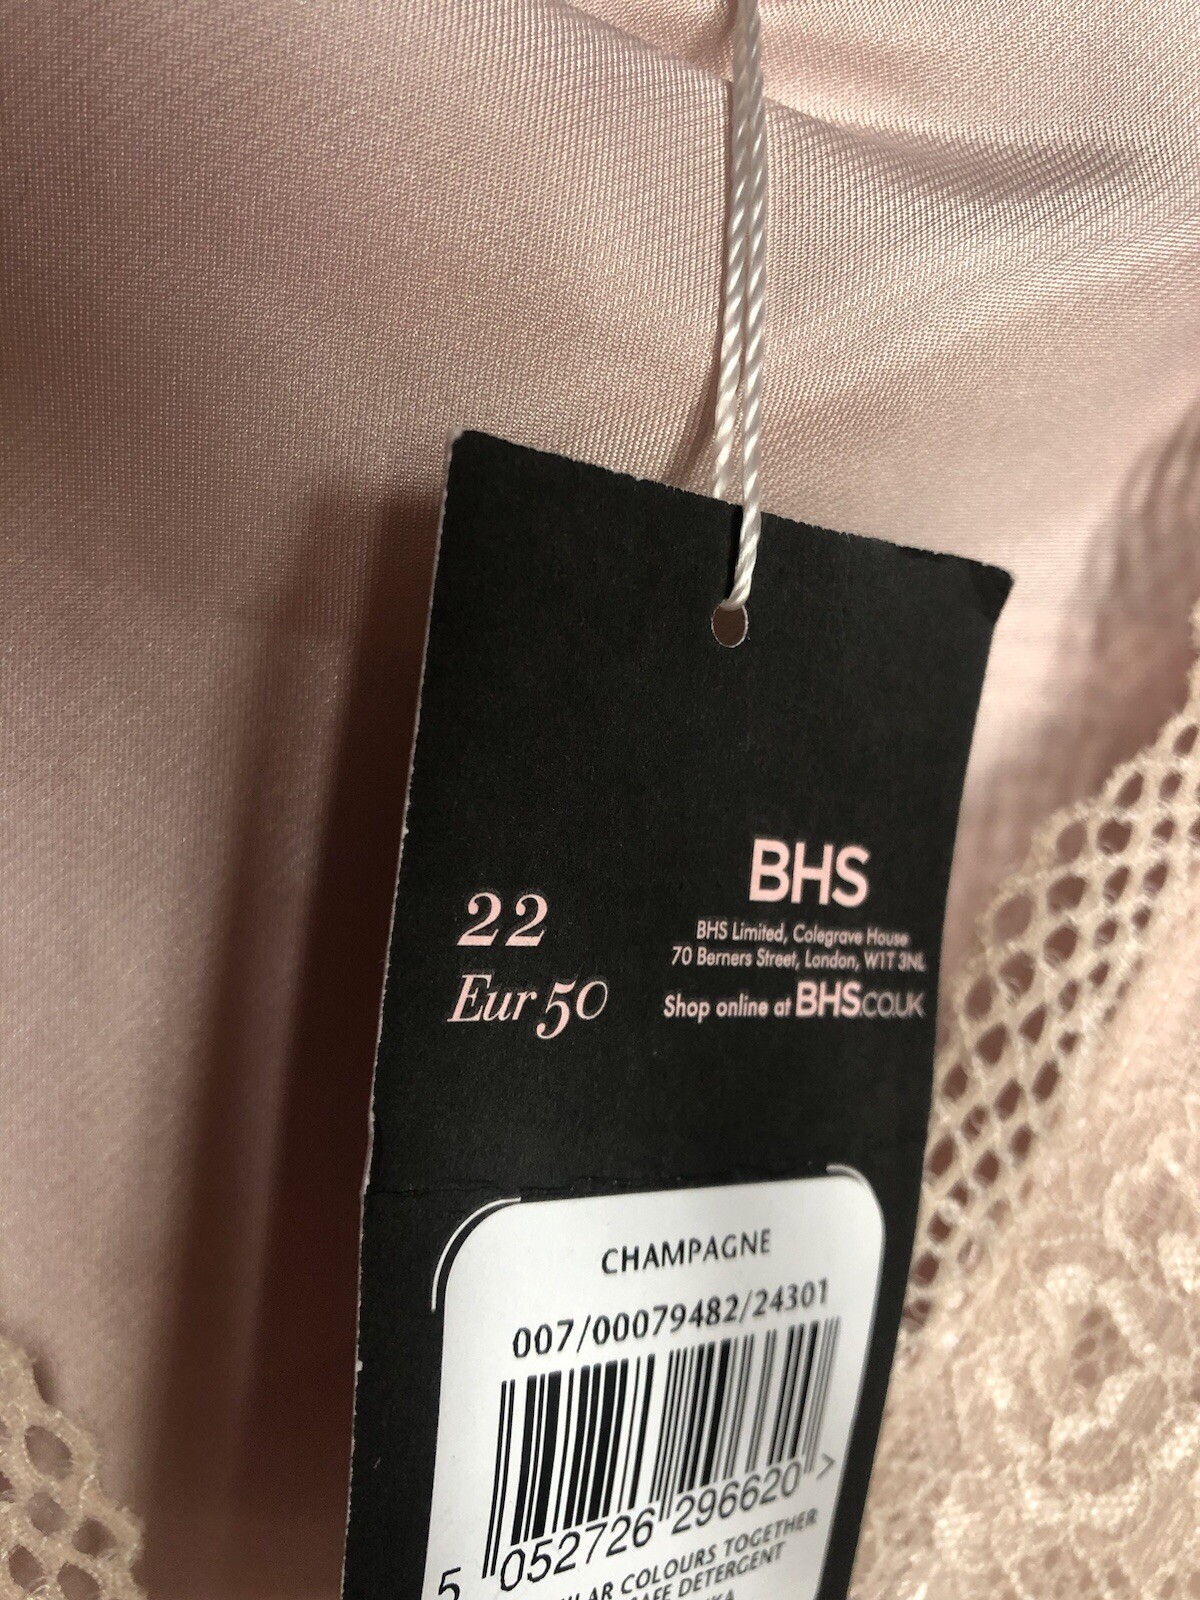 22
Eur 50
BHS
BHS Limited, Colegrave House
70 Berners Street, London, W1T 3NL
Shop online at BHS.CO.UK
CHAMPAGNE
007/00079482/24301
5 052726 296620 >
COLOURS TOGETHER
DETERGENT